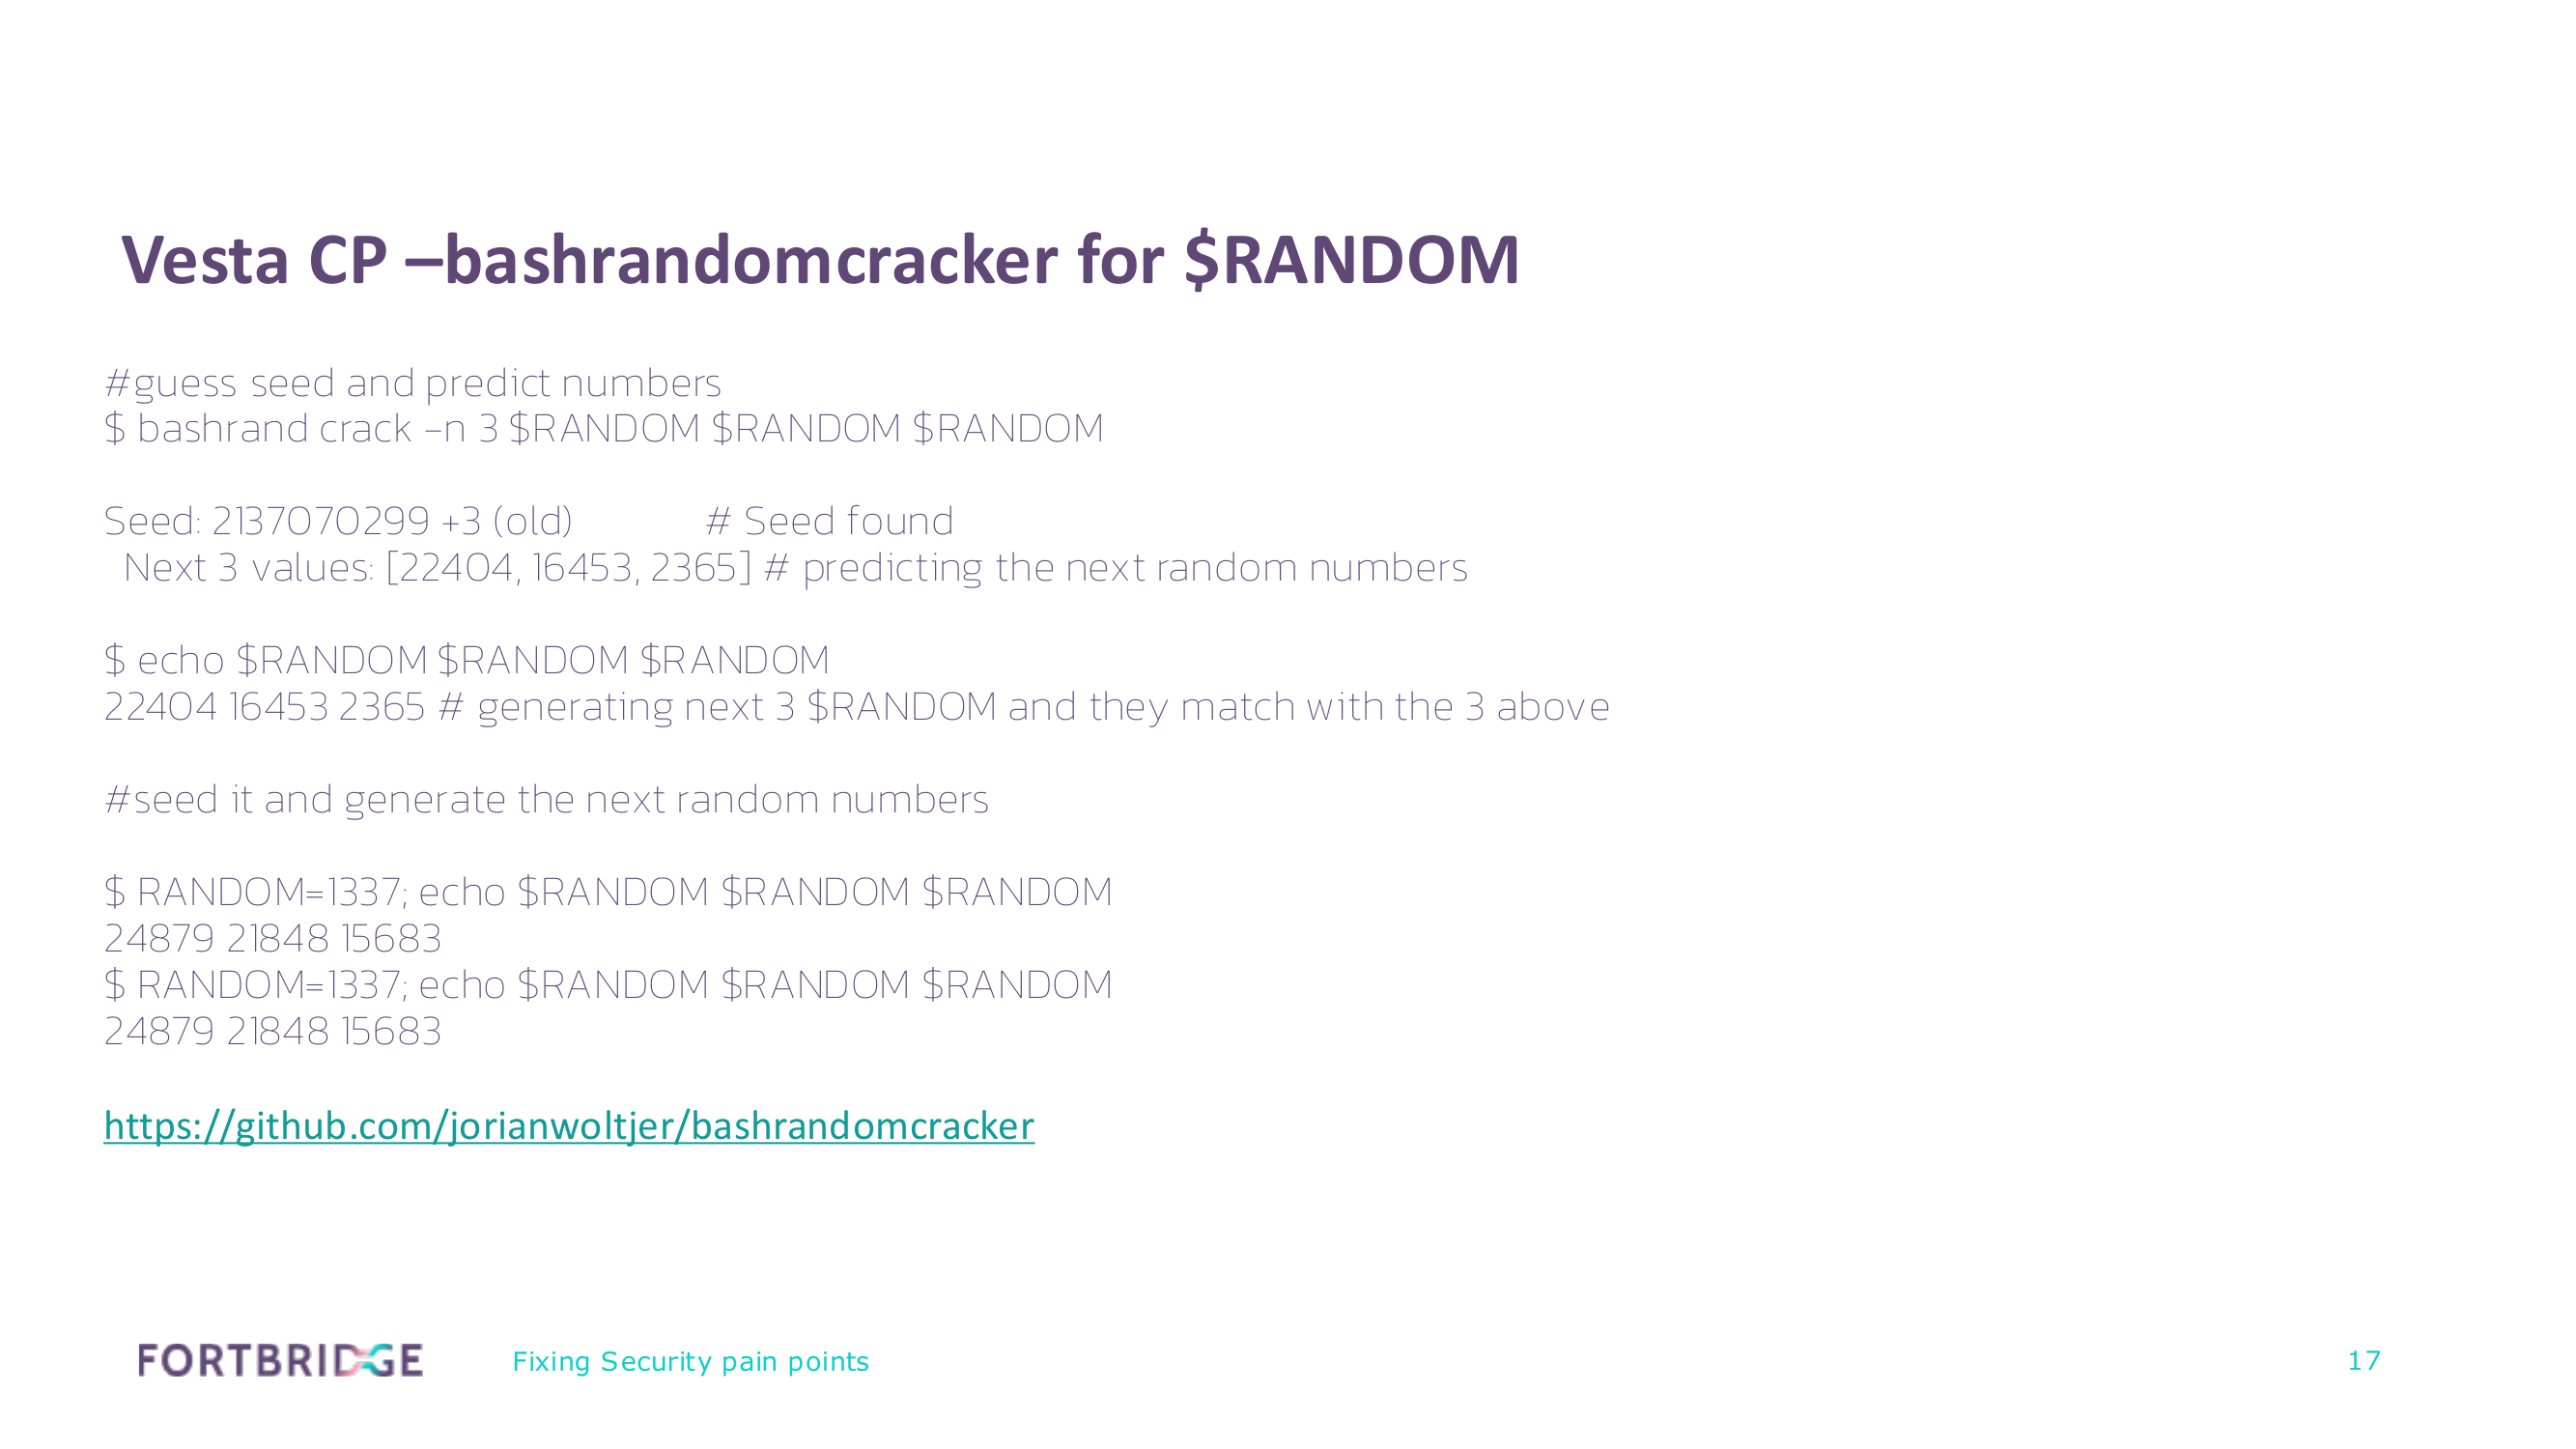 Vesta CP –bashrandomcracker for $RANDOM
#guess seed and predict numbers
$ bashrand crack -n 3 $RANDOM $RANDOM $RANDOM
Seed: 2137070299 +3 (old) # Seed found
Next 3 values: [22404, 16453, 2365] # predicting the next random numbers
$ echo $RANDOM $RANDOM $RANDOM
22404 16453 2365 # generating next 3 $RANDOM and they match with the 3 above
#seed it and generate the next random numbers
$ RANDOM=1337; echo $RANDOM $RANDOM $RANDOM
24879 21848 15683
$ RANDOM=1337; echo $RANDOM $RANDOM $RANDOM
24879 21848 15683
https://github.com/jorianwoltjer/bashrandomcracker
FORTBRIDGE Fixing Security pain points 17